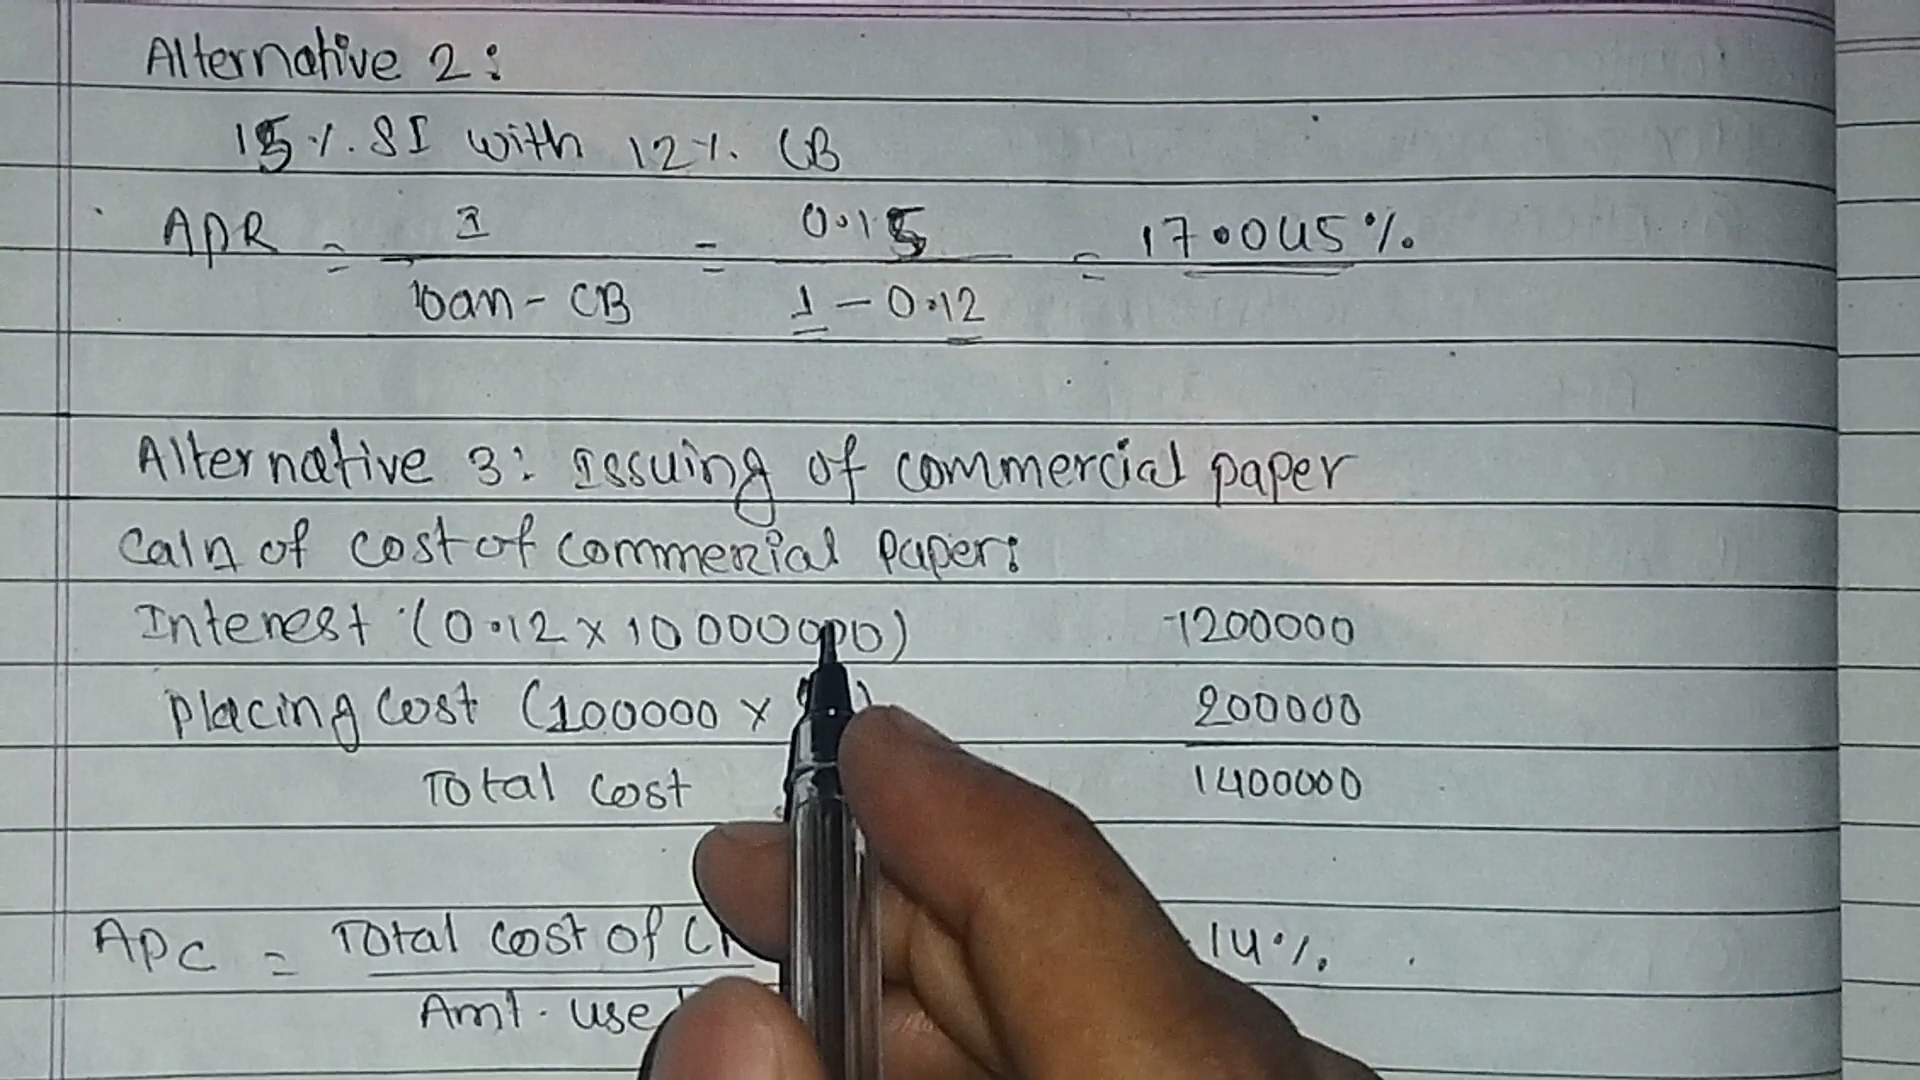 Alternative 2:
15%. SI with 12%. CB
APR = I / loan - CB = 0.15 / 1 - 0.12 = 17.045%.
Alternative 3: Issuing of commercial paper
Caln of cost of commercial paper:
Interest (0.12 x 10000000) 1200000
placing cost (100000 x 200000
Total cost 1400000
APC = Total cost of / Amt. use 14%.